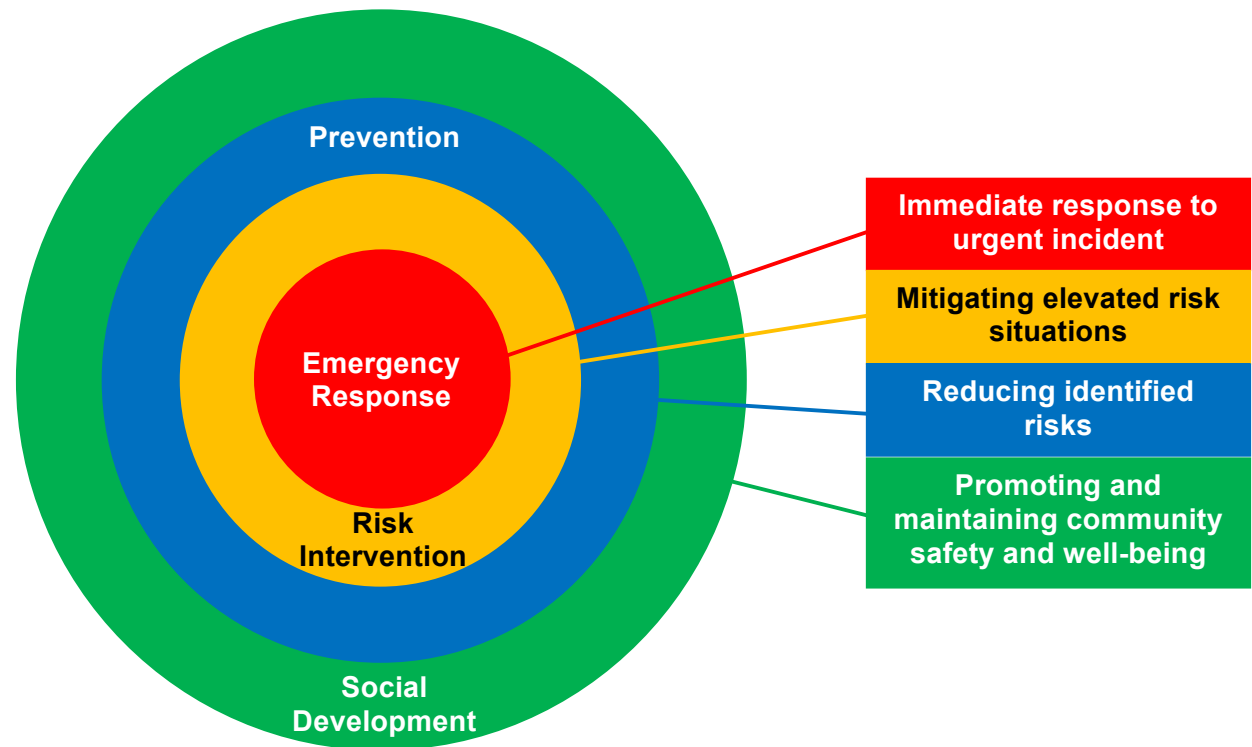 Prevention
Emergency
Response
Risk
Intervention
Social
Development
Immediate response to
urgent incident
Mitigating elevated risk
situations
Reducing identified
risks
Promoting and
maintaining community
safety and well-being